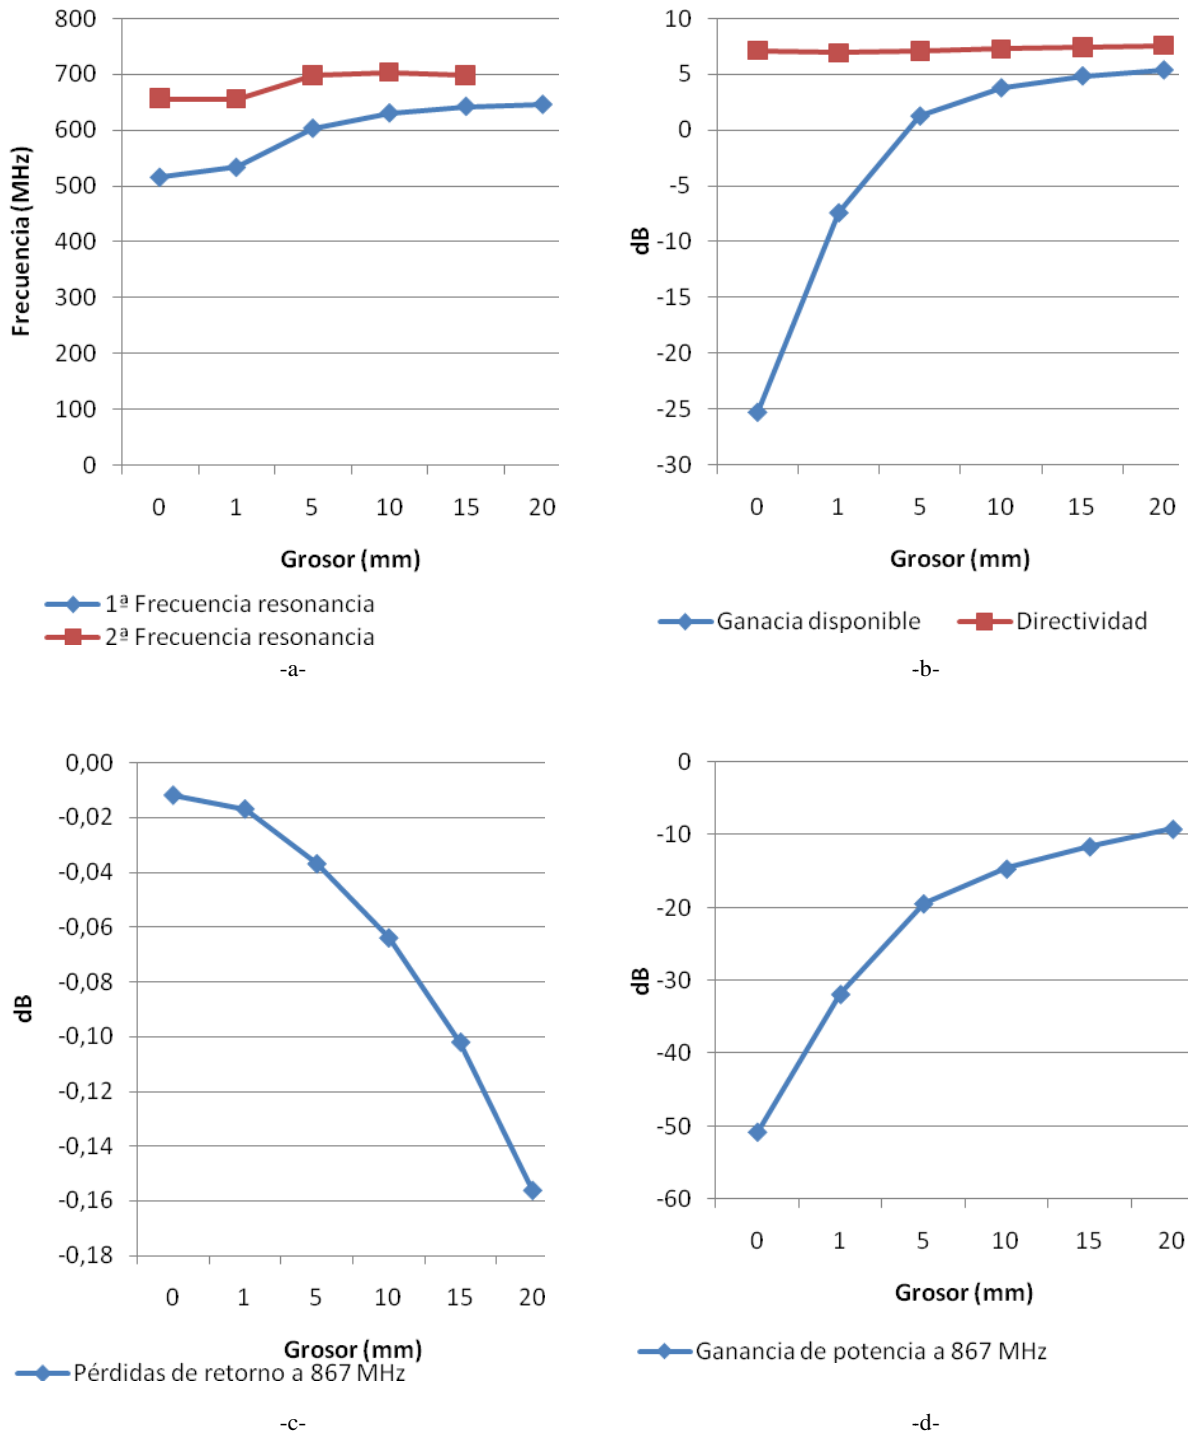 800
700
600
500
400
300
200
100
0
Frecuencia (MHz)
0 1 5 10 15 20
Grosor (mm)
1ª Frecuencia resonancia
2ª Frecuencia resonancia
-a-
10
5
0
-5
-10
-15
-20
-25
-30
dB
0 1 5 10 15 20
Grosor (mm)
Ganacia disponible Directividad
-b-
0,00
-0,02
-0,04
-0,06
-0,08
-0,10
-0,12
-0,14
-0,16
-0,18
dB
0 1 5 10 15 20
Grosor (mm)
Pérdidas de retorno a 867 MHz
-c-
0
-10
-20
-30
-40
-50
-60
dB
0 1 5 10 15 20
Grosor (mm)
Ganancia de potencia a 867 MHz
-d-